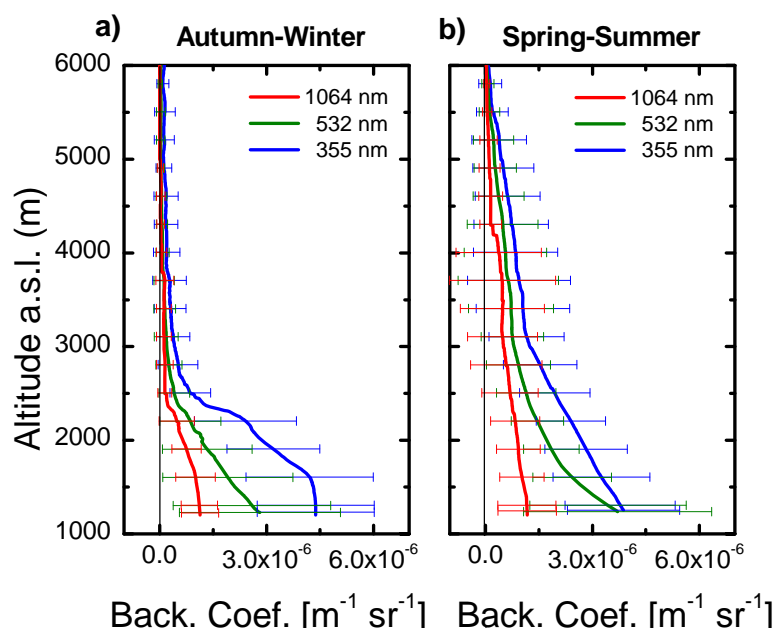 a) Autumn-Winter
b) Spring-Summer
6000
5000
4000
3000
2000
1000
Altitude a.s.l. (m)
1064 nm
532 nm
355 nm
1064 nm
532 nm
355 nm
0.0 3.0x10⁻⁶ 6.0x10⁻⁶
0.0 3.0x10⁻⁶ 6.0x10⁻⁶
Back. Coef. [m⁻¹ sr⁻¹]
Back. Coef. [m⁻¹ sr⁻¹]